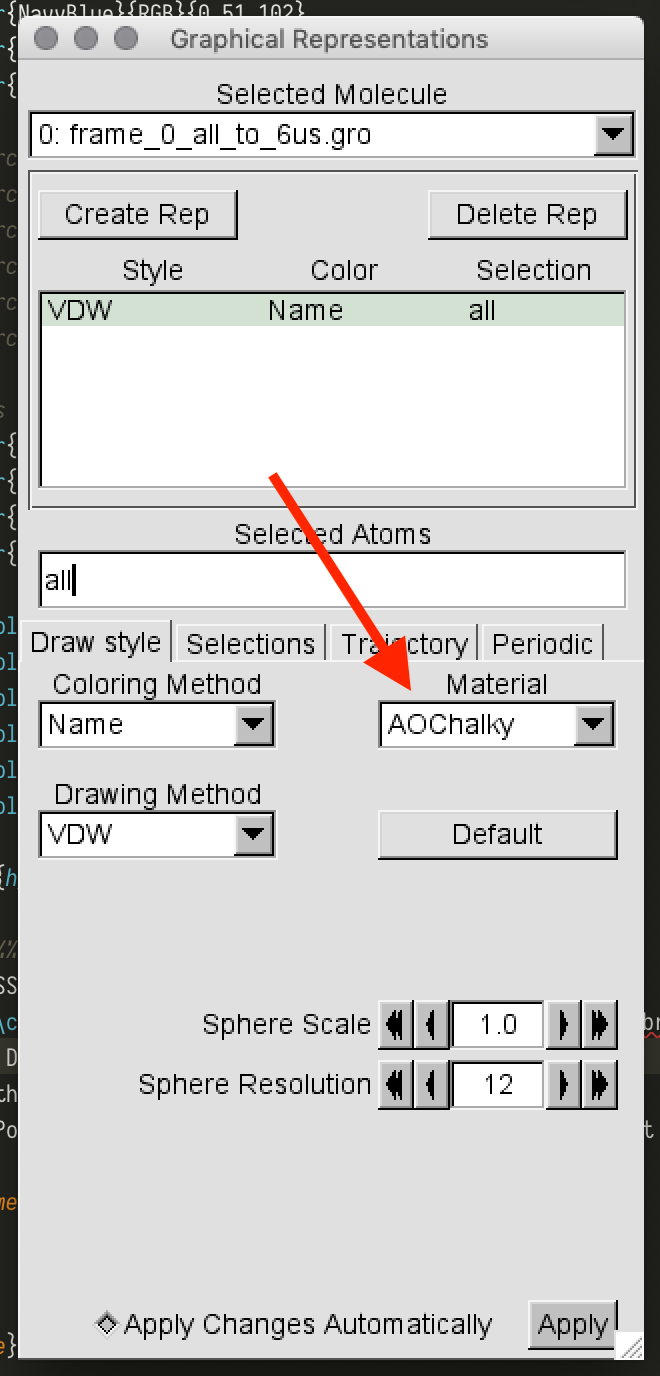 r{NavyBlue}{RGB}{0,51,102}
Graphical Representations
Selected Molecule
0: frame_0_all_to_6us.gro
Create Rep Delete Rep
Style Color Selection
VDW Name all
Selected Atoms
all
Draw style Selections Trajectory Periodic
Coloring Method Material
Name AOChalky
Drawing Method
VDW Default
Sphere Scale 1.0
Sphere Resolution 12
Apply Changes Automatically Apply